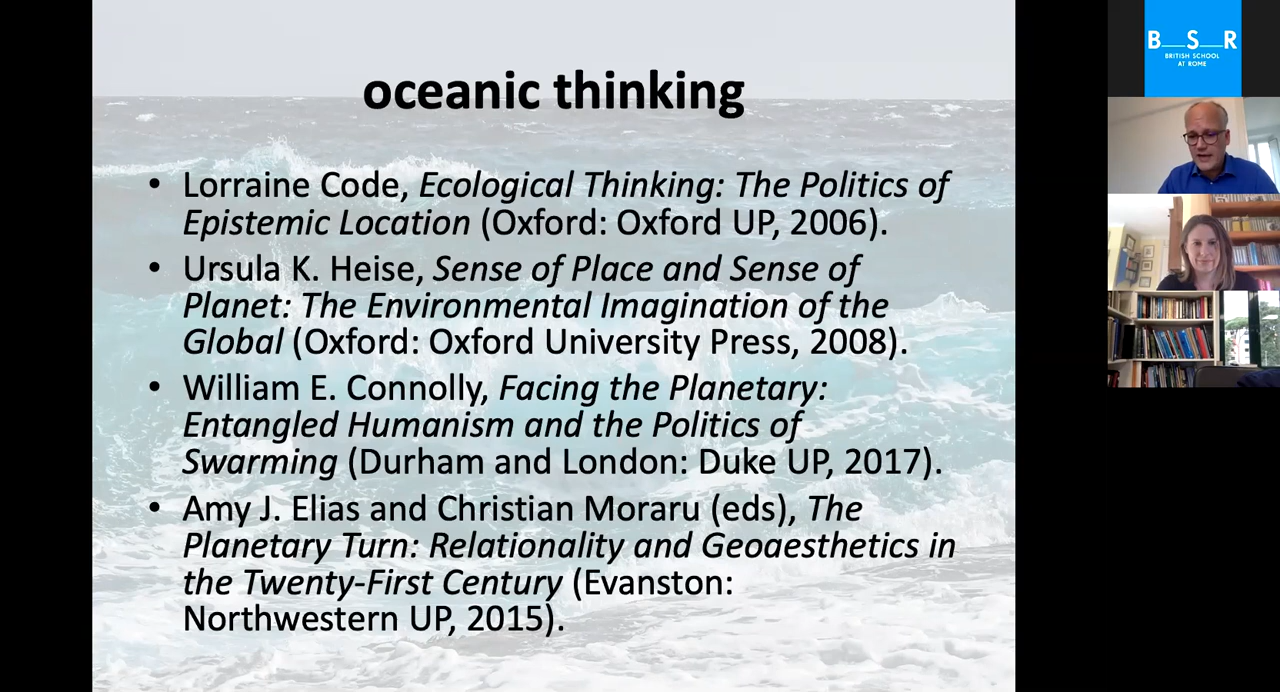 oceanic thinking
• Lorraine Code, Ecological Thinking: The Politics of
Epistemic Location (Oxford: Oxford UP, 2006).
• Ursula K. Heise, Sense of Place and Sense of
Planet: The Environmental Imagination of the
Global (Oxford: Oxford University Press, 2008).
• William E. Connolly, Facing the Planetary:
Entangled Humanism and the Politics of
Swarming (Durham and London: Duke UP, 2017).
• Amy J. Elias and Christian Moraru (eds), The
Planetary Turn: Relationality and Geoaesthetics in
the Twenty-First Century (Evanston:
Northwestern UP, 2015).
B__S__R
BRITISH SCHOOL
AT ROME